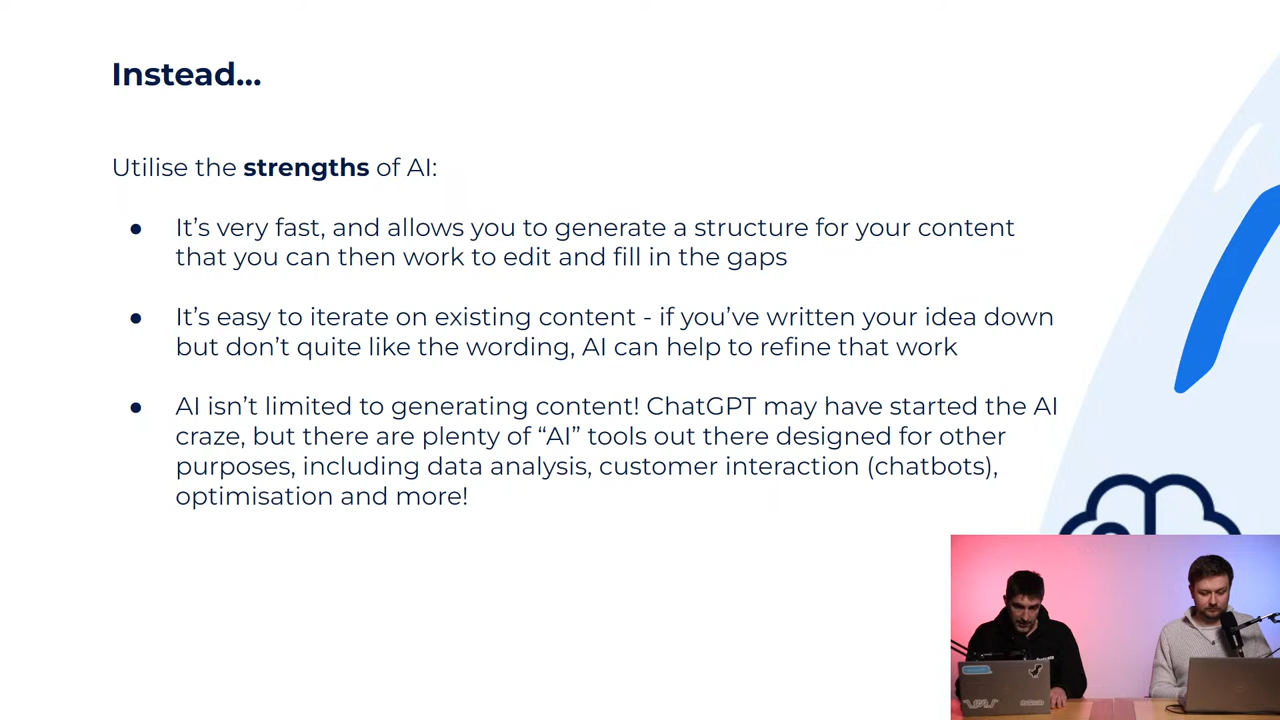 Instead...
Utilise the strengths of AI:
● It's very fast, and allows you to generate a structure for your content
that you can then work to edit and fill in the gaps
● It's easy to iterate on existing content - if you've written your idea down
but don't quite like the wording, AI can help to refine that work
● AI isn't limited to generating content! ChatGPT may have started the AI
craze, but there are plenty of “AI” tools out there designed for other
purposes, including data analysis, customer interaction (chatbots),
optimisation and more!